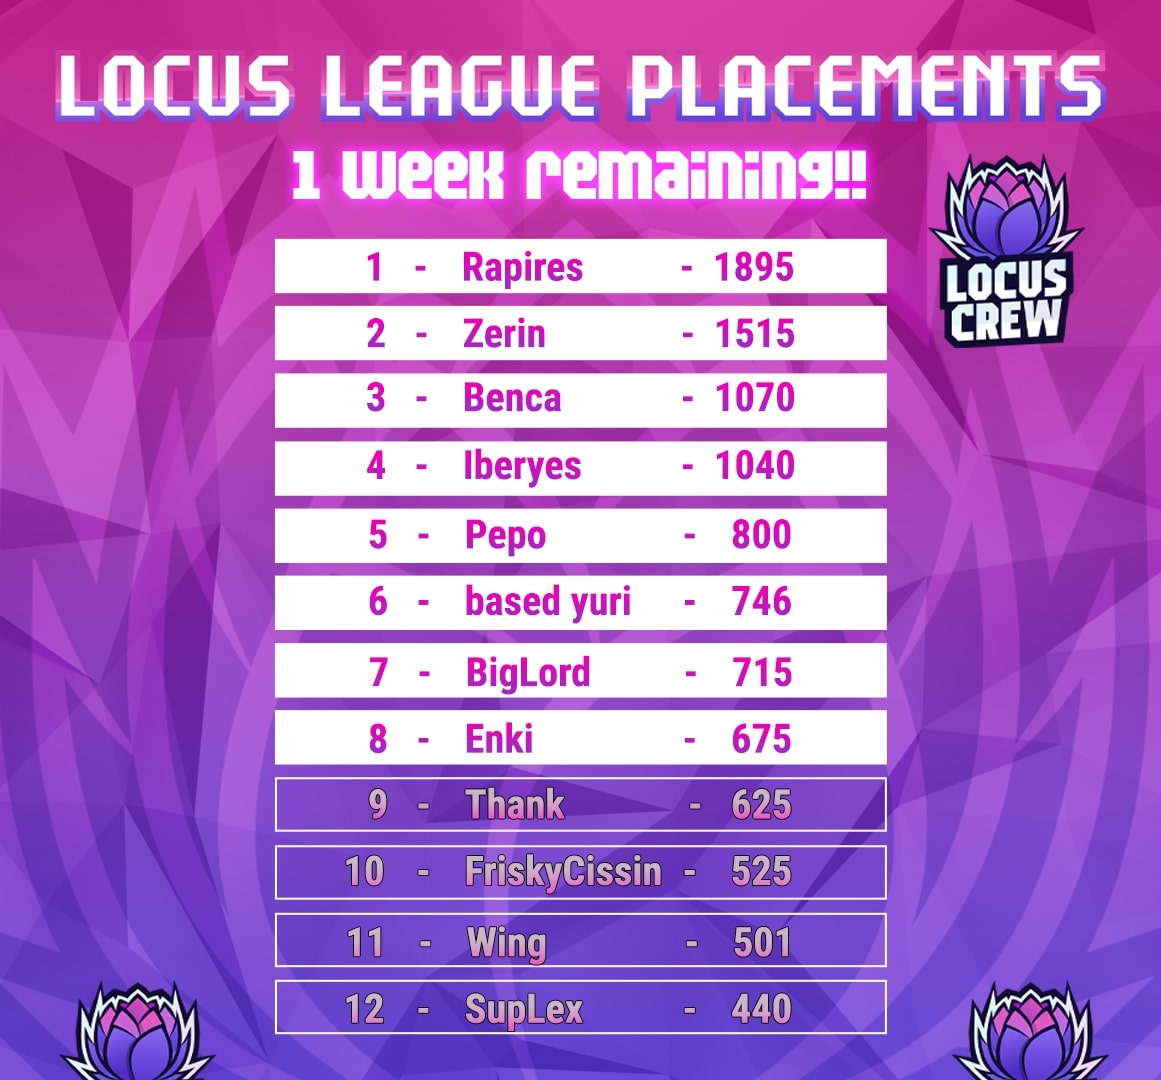 LOCUS LEAGUE PLACEMENTS
1 week remaining!!
LOCUS
CREW
1 - Rapires - 1895
2 - Zerin - 1515
3 - Benca - 1070
4 - Iberyes - 1040
5 - Pepo - 800
6 - based yuri - 746
7 - BigLord - 715
8 - Enki - 675
9 - Thank - 625
10 - FriskyCissin - 525
11 - Wing - 501
12 - SupLex - 440